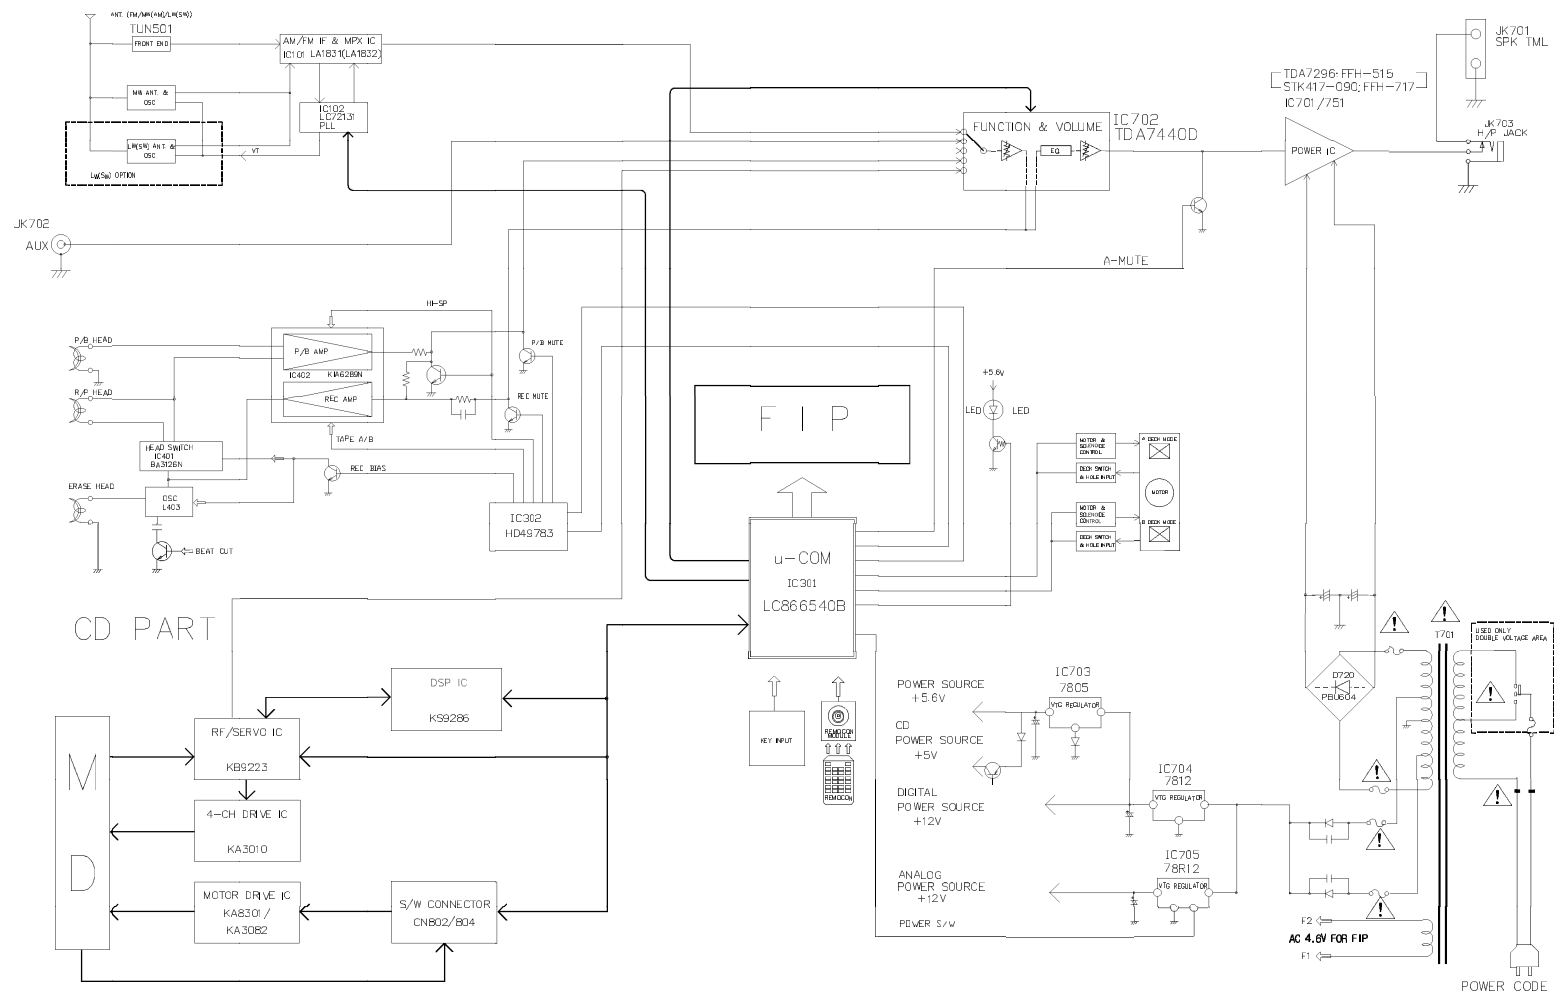 ANT. (FM/MW(AM)/LW(SW))
TUN501
FRONT END
AM/FM IF & MPX IC
IC101 LA1831(LA1832)
MW ANT. &
OSC
IC102
LC72131
PLL
LW(SW) ANT. &
OSC
VT
LW(SW) OPTION
JK702
AUX
FUNCTION & VOLUME
IC702
TDA7440D
EQ
TDA7296:FFH-515
STK417-090:FFH-717
IC701/751
POWER IC
JK701
SPK TML
JK703
H/P JACK
A-MUTE
HI-SP
P/B HEAD
P/B AMP
IC402
KIA6289N
REC AMP
P/B MUTE
REC MUTE
R/P HEAD
HEAD SWITCH
IC401
BA3126N
TAPE A/B
REC BIAS
ERASE HEAD
OSC
L403
BEAT CUT
IC302
HD49783
FIP
+5.6V
LED
LED
MOTOR &
SOLENOIDE
CONTROL
DECK SWITCH
& HOLE INPUT
MOTOR &
SOLENOIDE
CONTROL
DECK SWITCH
& HOLE INPUT
A DECK MODE
MOTOR
B DECK MODE
u-COM
IC301
LC866540B
CD PART
DSP IC
KS9286
RF/SERVO IC
KB9223
4-CH DRIVE IC
KA3010
MOTOR DRIVE IC
KA8301/
KA3082
S/W CONNECTOR
CN802/804
M
D
KEY INPUT
REMOCON
MODULE
REMOCON
POWER SOURCE
+5.6V
CD
POWER SOURCE
+5V
DIGITAL
POWER SOURCE
+12V
ANALOG
POWER SOURCE
+12V
POWER S/W
IC703
7805
VTG REGULATOR
IC704
7812
VTG REGULATOR
IC705
78R12
VTG REGULATOR
D720
PBU604
T701
USED ONLY
DOUBLE VOLTAGE AREA
F2
AC 4.6V FOR FIP
F1
POWER CODE